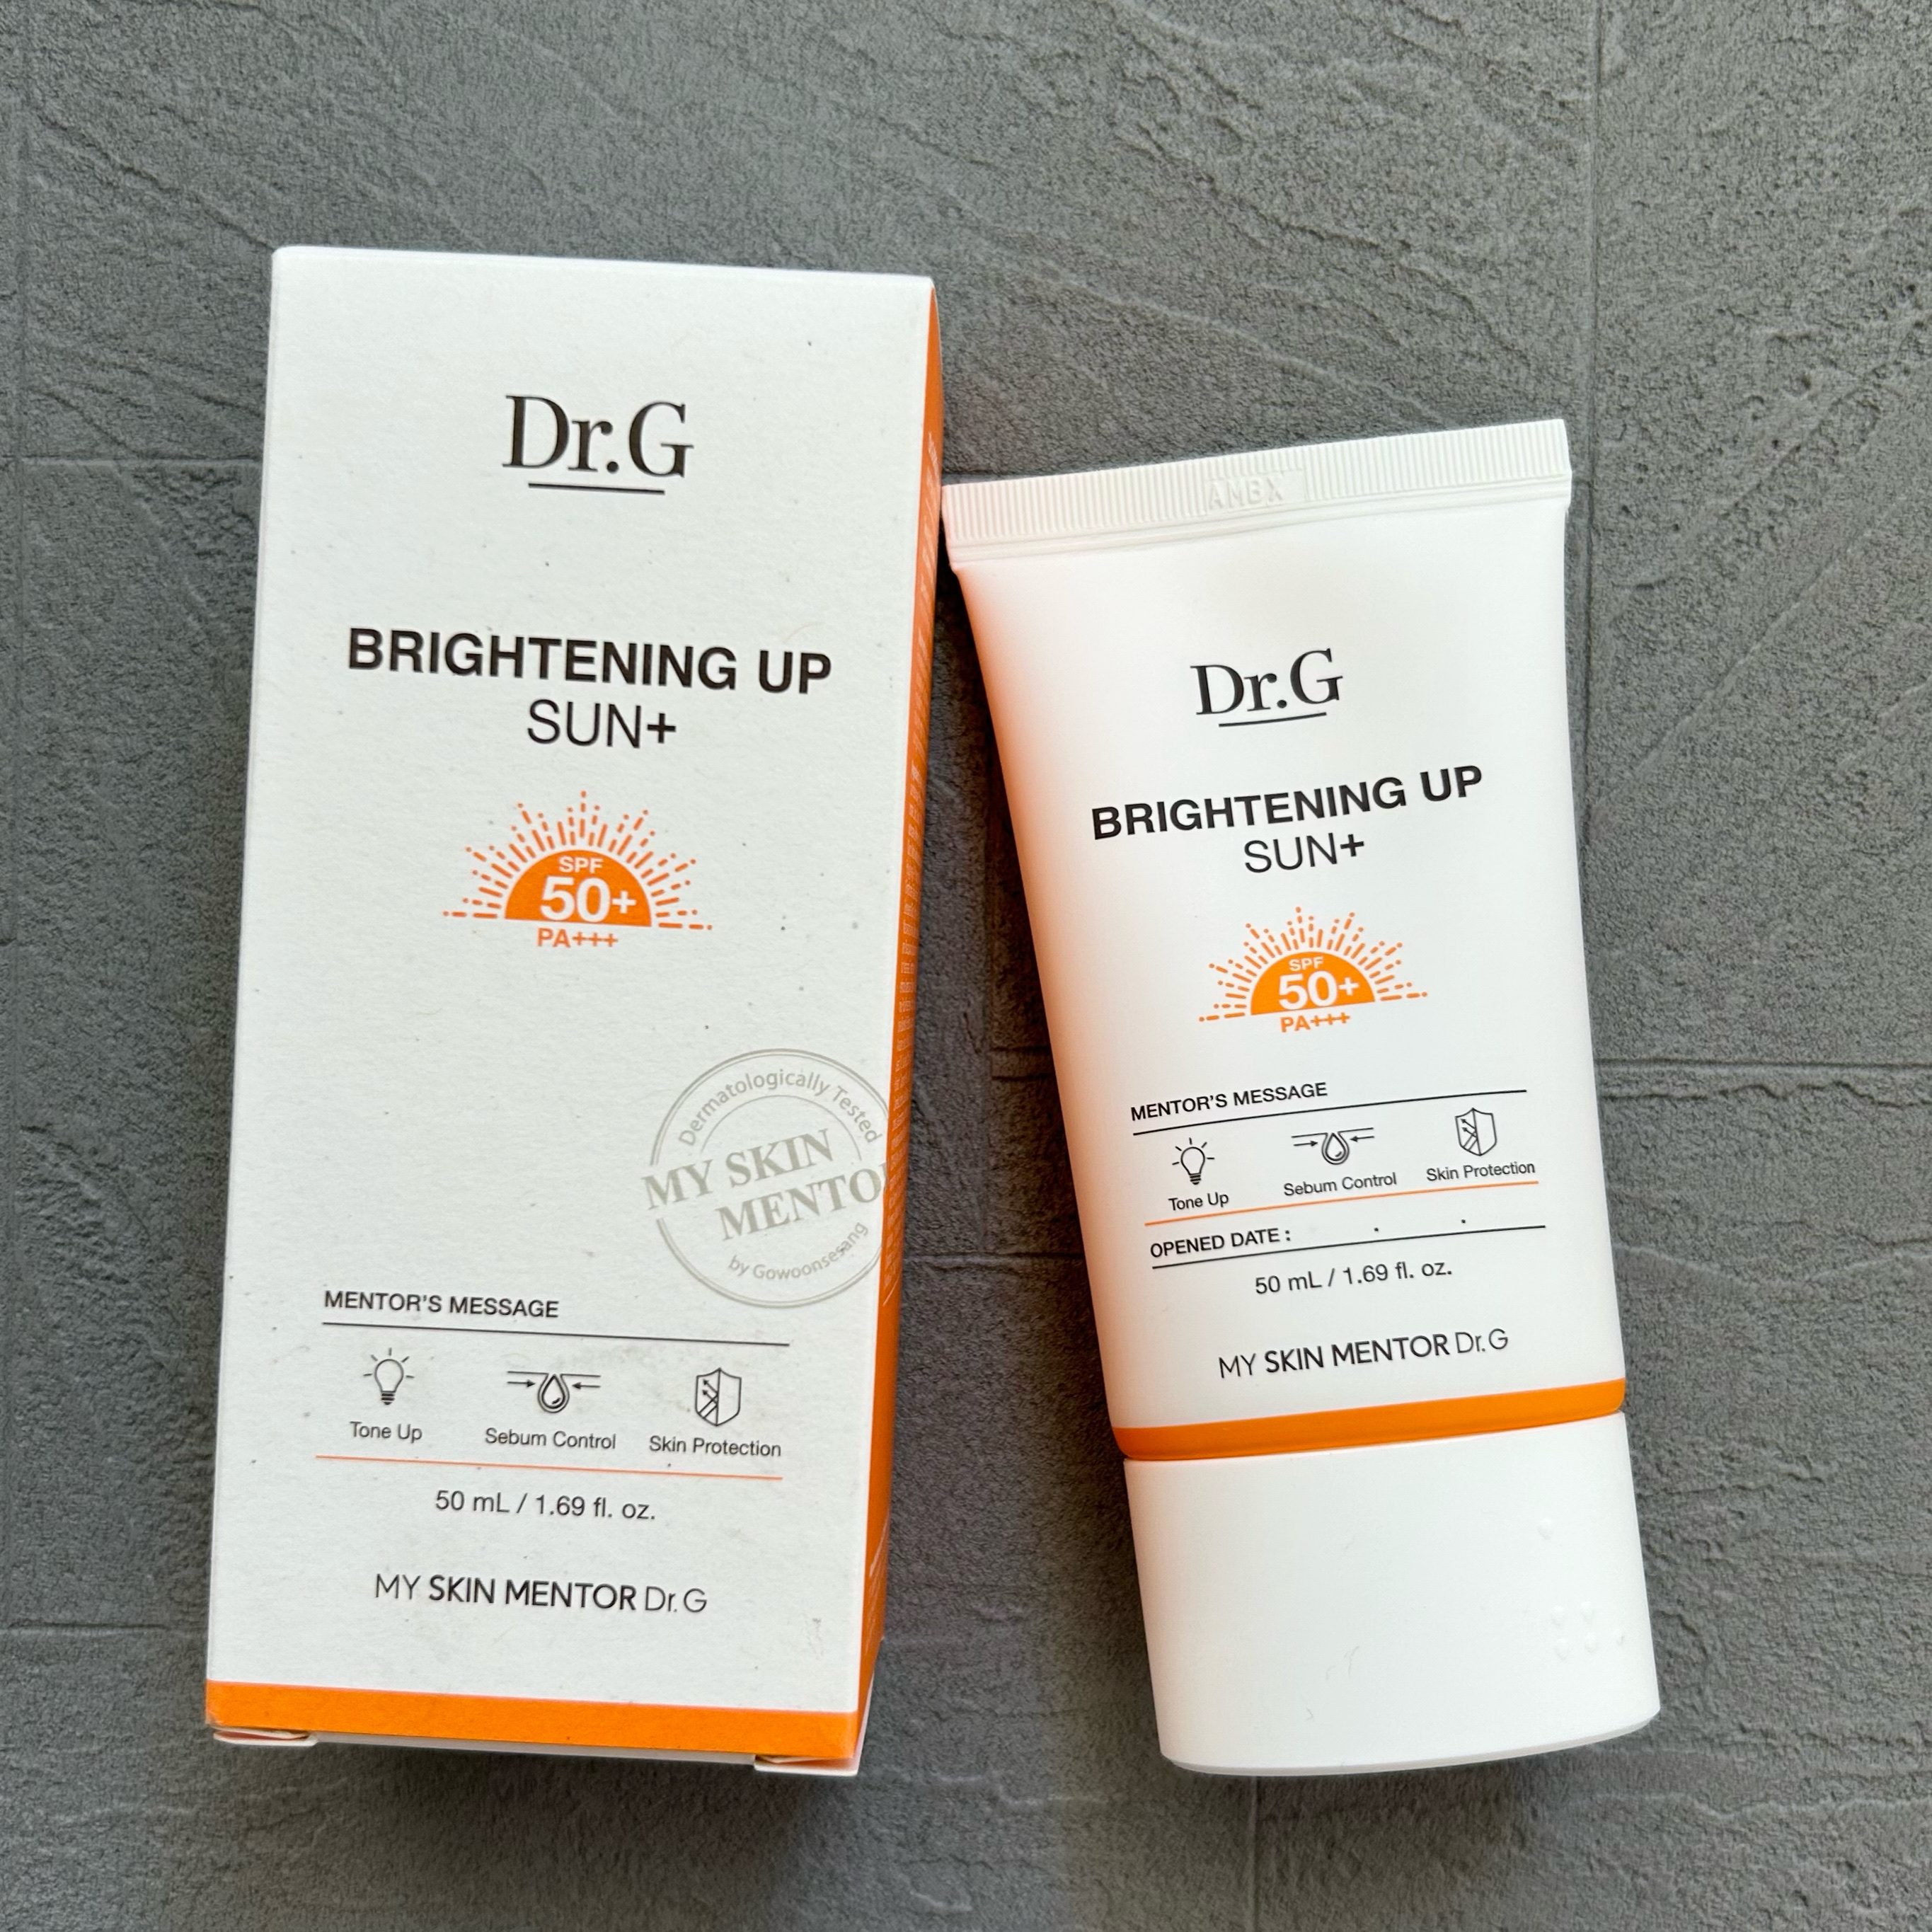 Dr.G
BRIGHTENING UP
SUN+
SPF
50+
PA+++
Dermatologically Tested
MY SKIN
MENTO
by Gowoonsesang
MENTOR'S MESSAGE
Tone Up
Sebum Control
Skin Protection
50 mL / 1.69 fl. oz.
MY SKIN MENTOR Dr.G
AMBX
Dr.G
BRIGHTENING UP
SUN+
SPF
50+
PA+++
MENTOR'S MESSAGE
Tone Up
Sebum Control
Skin Protection
OPENED DATE : . .
50 mL / 1.69 fl. oz.
MY SKIN MENTOR Dr.G